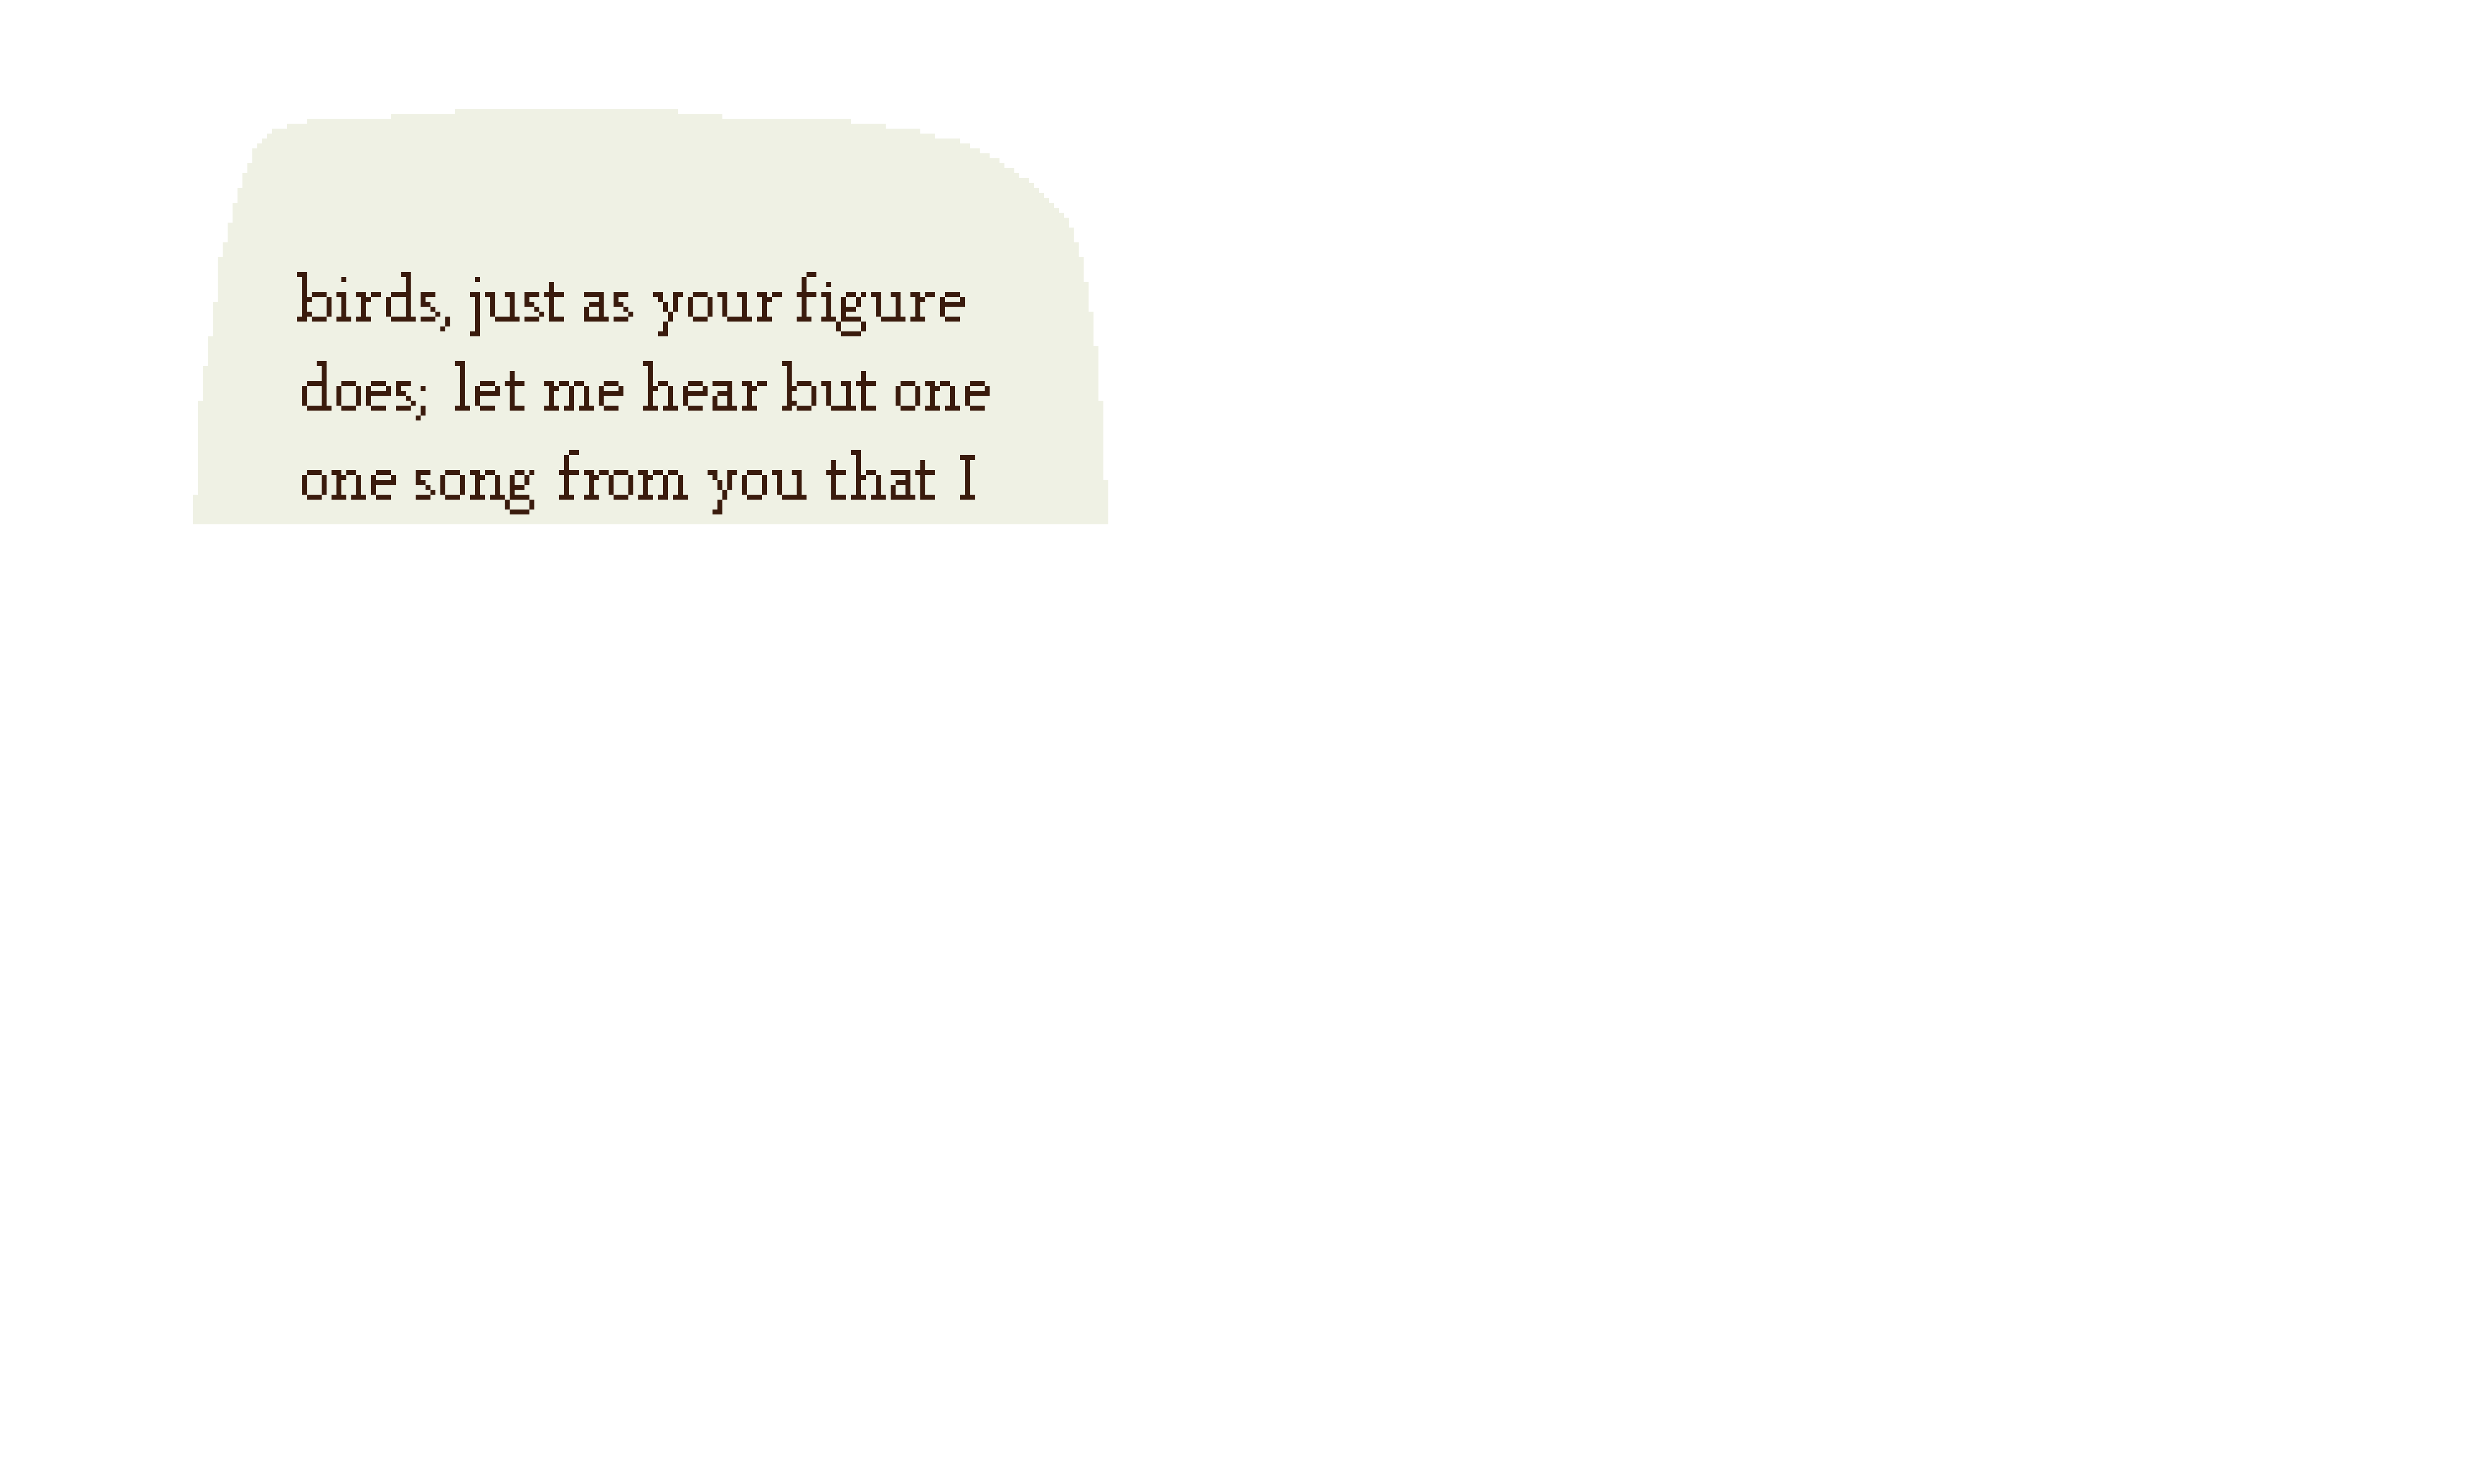 birds, just as your figure
does; let me hear but one
one song from you that I